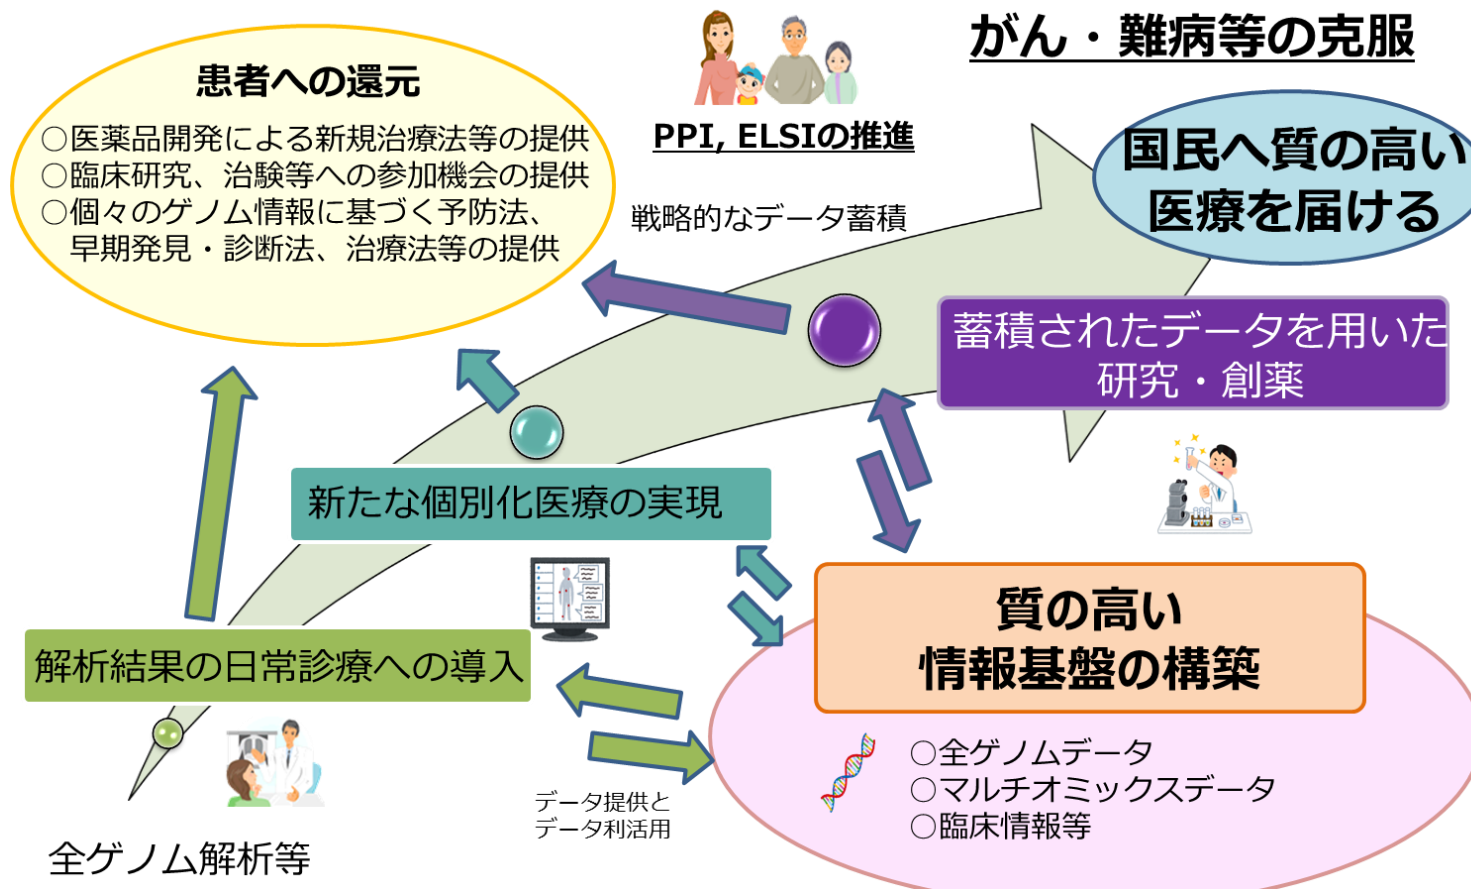 がん・難病等の克服
患者への還元
○医薬品開発による新規治療法等の提供
○臨床研究、治験等への参加機会の提供
○個々のゲノム情報に基づく予防法、
早期発見・診断法、治療法等の提供
PPI, ELSIの推進
国民へ質の高い
医療を届ける
戦略的なデータ蓄積
蓄積されたデータを用いた
研究・創薬
新たな個別化医療の実現
解析結果の日常診療への導入
質の高い
情報基盤の構築
○全ゲノムデータ
○マルチオミックスデータ
○臨床情報等
データ提供と
データ利活用
全ゲノム解析等